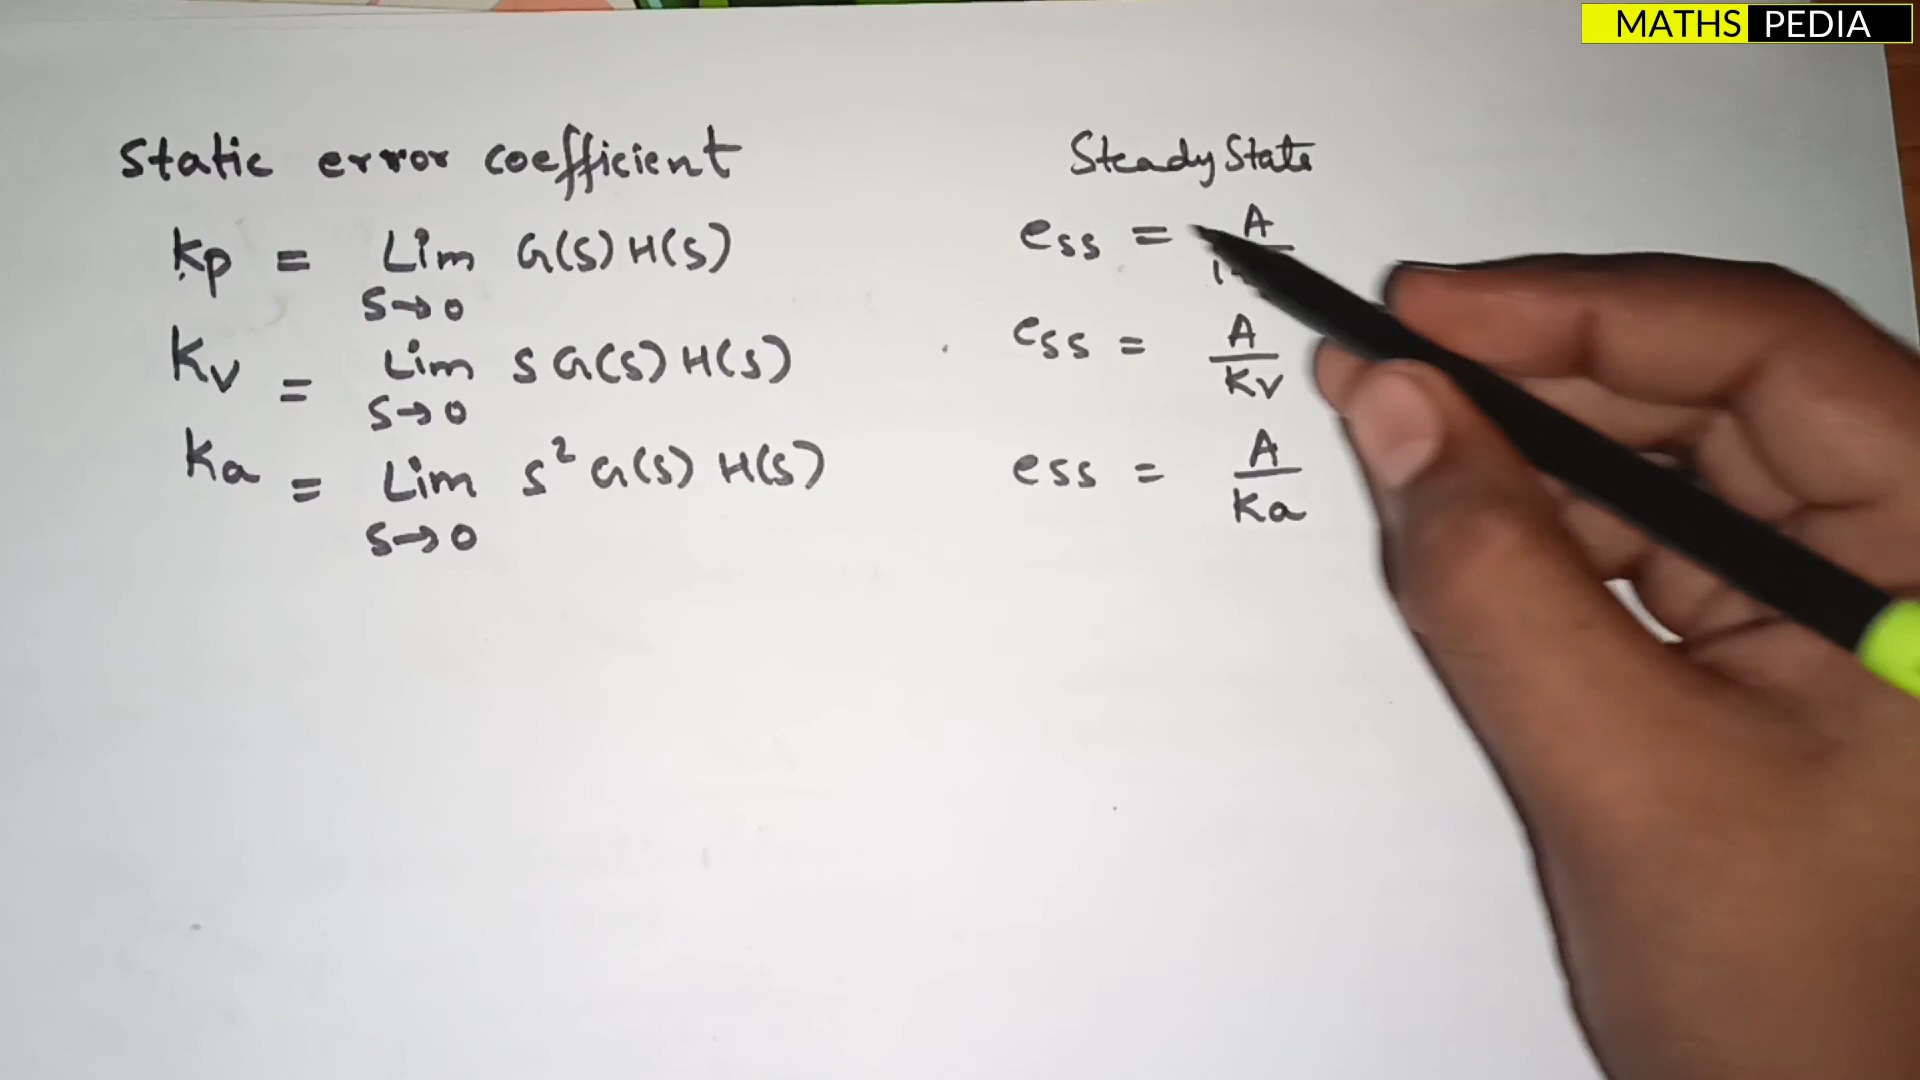 MATHS PEDIA
Static error coefficient
Kp = Lim G(S) H(S)
S→0
Kv = Lim S G(S) H(S)
S→0
Ka = Lim S² G(S) H(S)
S→0
Steady State
ess = A
ess = A
Kv
ess = A
Ka